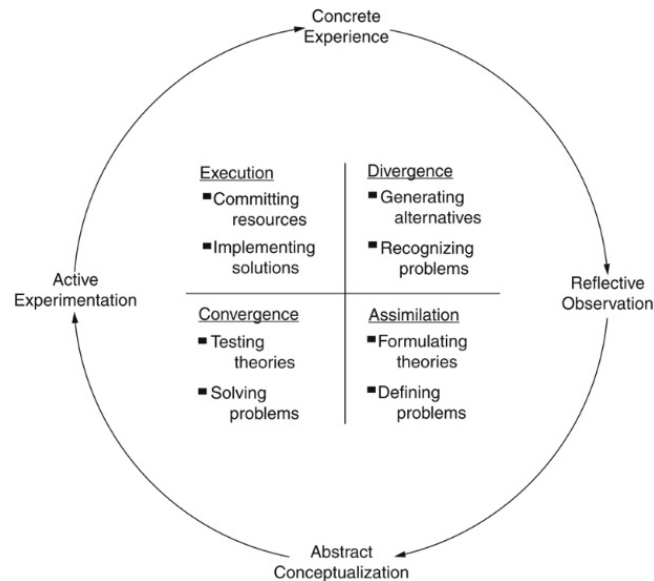 Concrete
Experience
Execution
▪Committing
resources
▪Implementing
solutions
Divergence
▪Generating
alternatives
▪Recognizing
problems
Active
Experimentation
Reflective
Observation
Convergence
▪Testing
theories
▪Solving
problems
Assimilation
▪Formulating
theories
▪Defining
problems
Abstract
Conceptualization